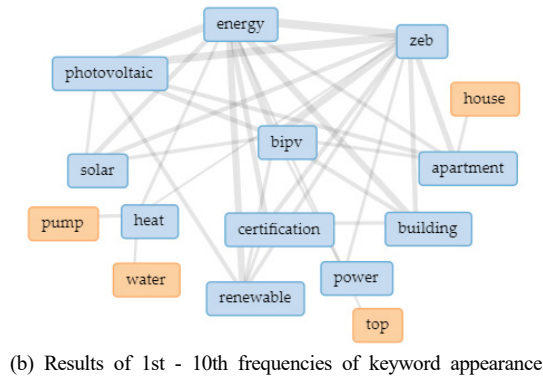 energy
zeb
photovoltaic
house
bipv
solar
apartment
pump
heat
certification
building
water
renewable
power
top
(b) Results of 1st - 10th frequencies of keyword appearance